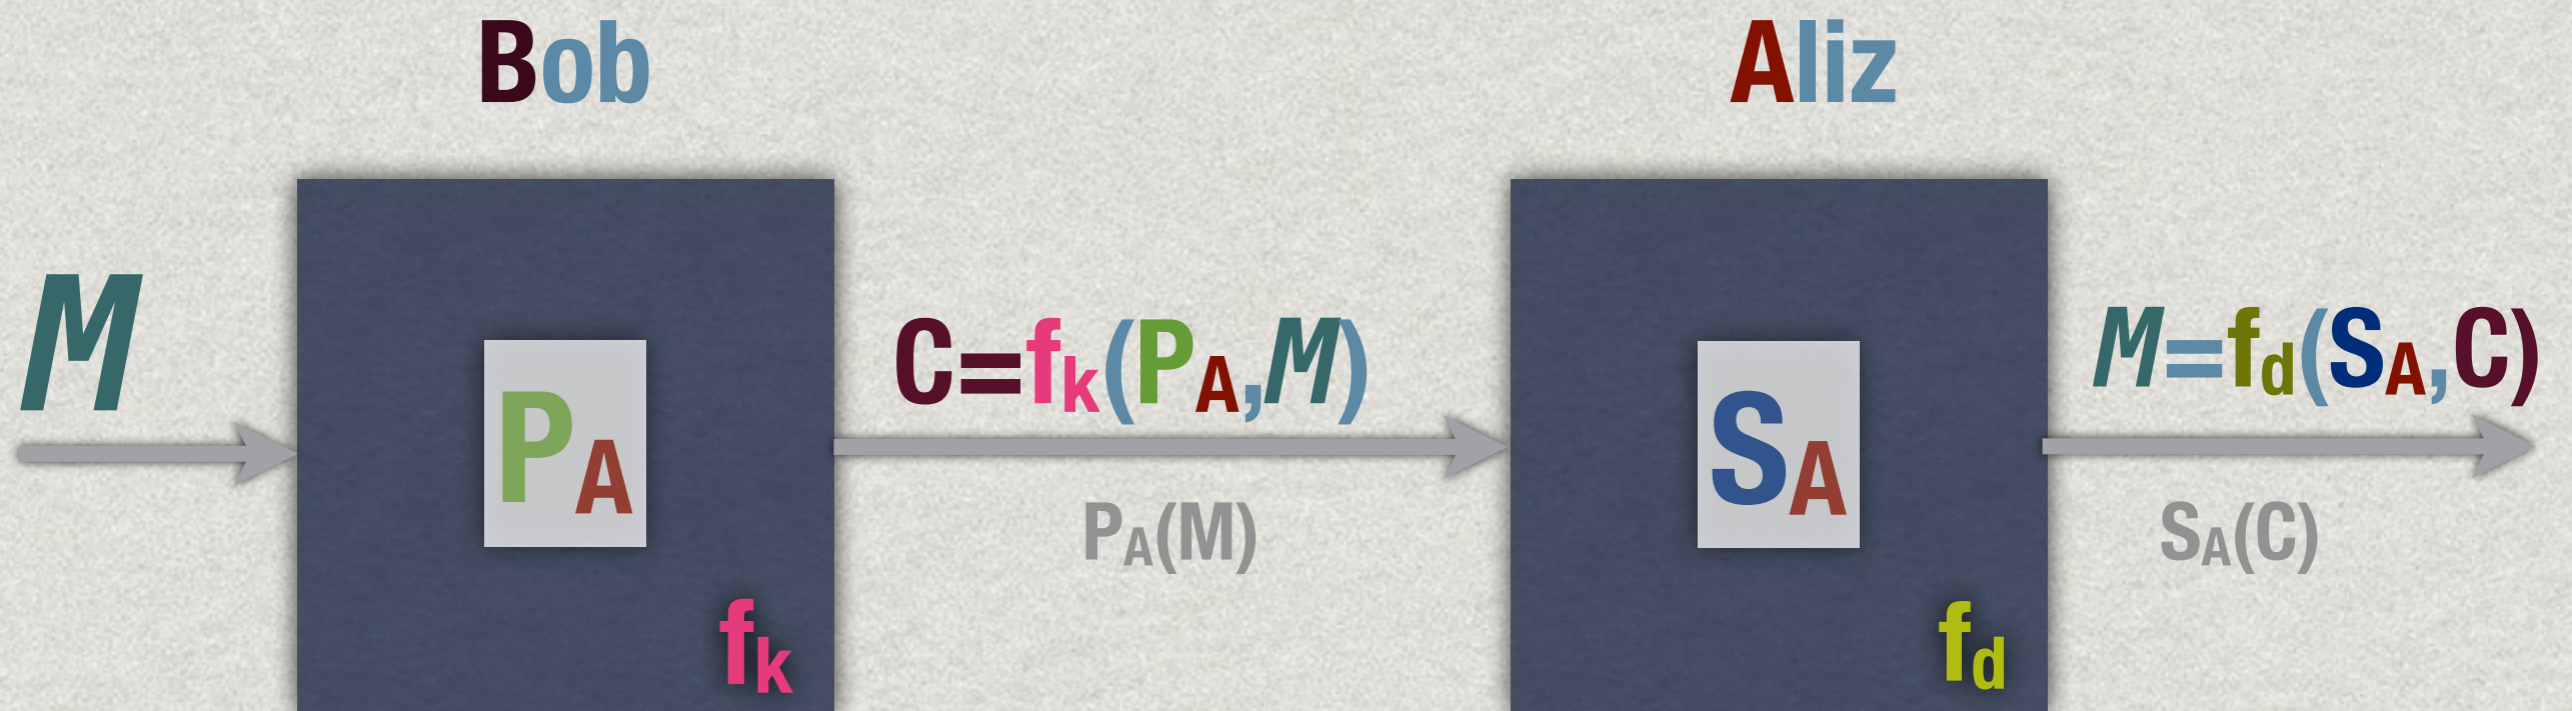 Bob
Aliz
M
PA
fk
C=fk(PA,M)
PA(M)
SA
fd
M=fd(SA,C)
SA(C)